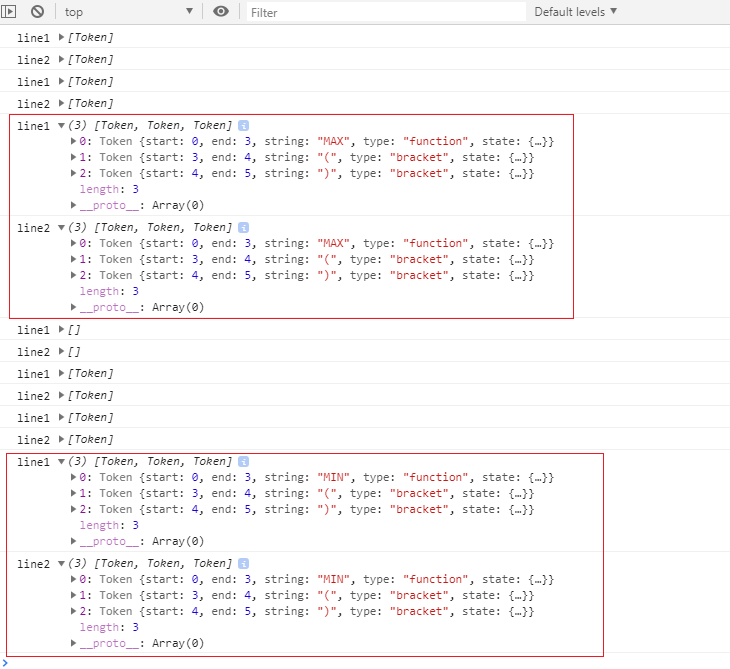 top ▼ Filter Default levels ▼
line1 ▶[Token]
line2 ▶[Token]
line1 ▶[Token]
line2 ▶[Token]
line1 ▼(3) [Token, Token, Token] i
▶0: Token {start: 0, end: 3, string: "MAX", type: "function", state: {…}}
▶1: Token {start: 3, end: 4, string: "(", type: "bracket", state: {…}}
▶2: Token {start: 4, end: 5, string: ")", type: "bracket", state: {…}}
length: 3
▶__proto__: Array(0)
line2 ▼(3) [Token, Token, Token] i
▶0: Token {start: 0, end: 3, string: "MAX", type: "function", state: {…}}
▶1: Token {start: 3, end: 4, string: "(", type: "bracket", state: {…}}
▶2: Token {start: 4, end: 5, string: ")", type: "bracket", state: {…}}
length: 3
▶__proto__: Array(0)
line1 ▶[]
line2 ▶[]
line1 ▶[Token]
line2 ▶[Token]
line1 ▶[Token]
line2 ▶[Token]
line1 ▼(3) [Token, Token, Token] i
▶0: Token {start: 0, end: 3, string: "MIN", type: "function", state: {…}}
▶1: Token {start: 3, end: 4, string: "(", type: "bracket", state: {…}}
▶2: Token {start: 4, end: 5, string: ")", type: "bracket", state: {…}}
length: 3
▶__proto__: Array(0)
line2 ▼(3) [Token, Token, Token] i
▶0: Token {start: 0, end: 3, string: "MIN", type: "function", state: {…}}
▶1: Token {start: 3, end: 4, string: "(", type: "bracket", state: {…}}
▶2: Token {start: 4, end: 5, string: ")", type: "bracket", state: {…}}
length: 3
▶__proto__: Array(0)
>